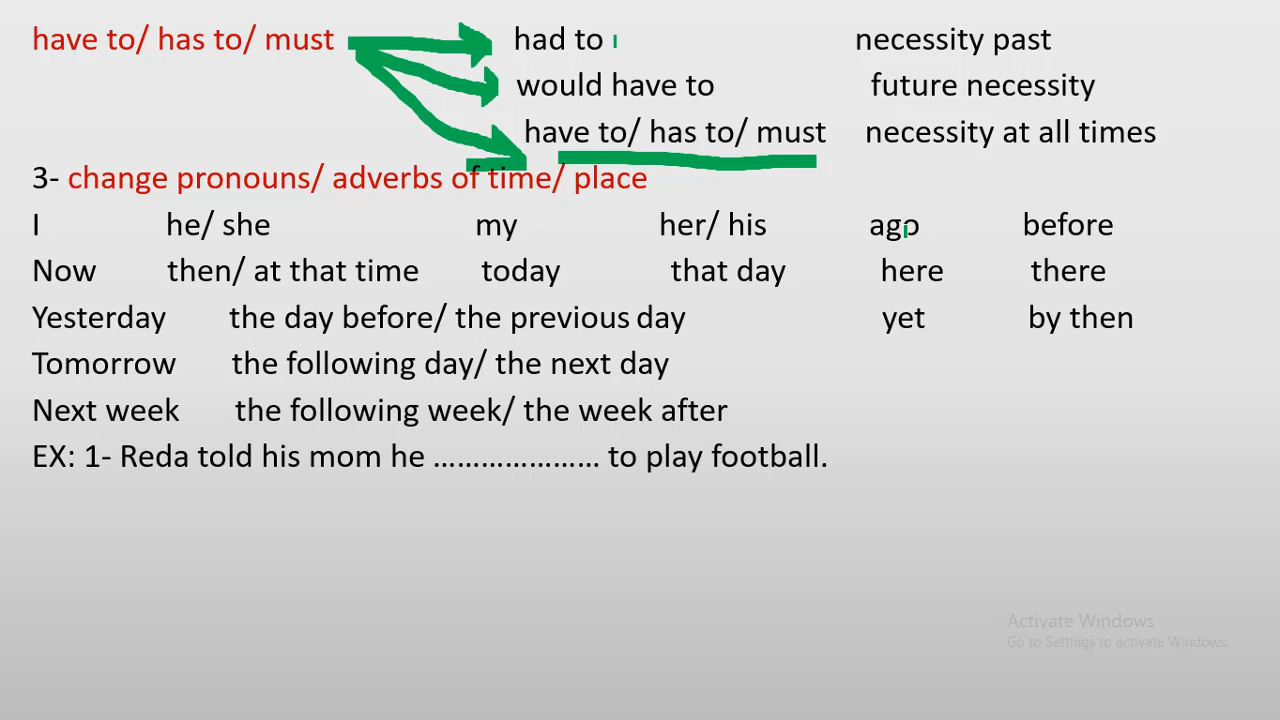 have to/ has to/ must had to necessity past
would have to future necessity
have to/ has to/ must necessity at all times
3- change pronouns/ adverbs of time/ place
I he/ she my her/ his ago before
Now then/ at that time today that day here there
Yesterday the day before/ the previous day yet by then
Tomorrow the following day/ the next day
Next week the following week/ the week after
EX: 1- Reda told his mom he ………………… to play football.
Activate Windows
Go to Settings to activate Windows.